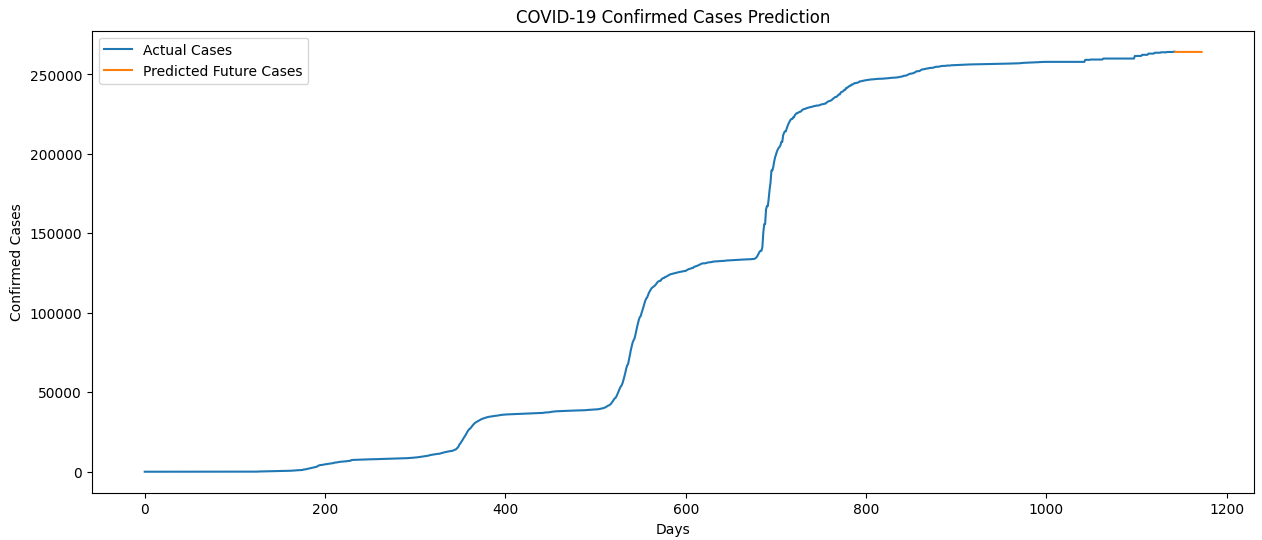 COVID-19 Confirmed Cases Prediction
Actual Cases
Predicted Future Cases
Confirmed Cases
250000
200000
150000
100000
50000
0
0 200 400 600 800 1000 1200
Days